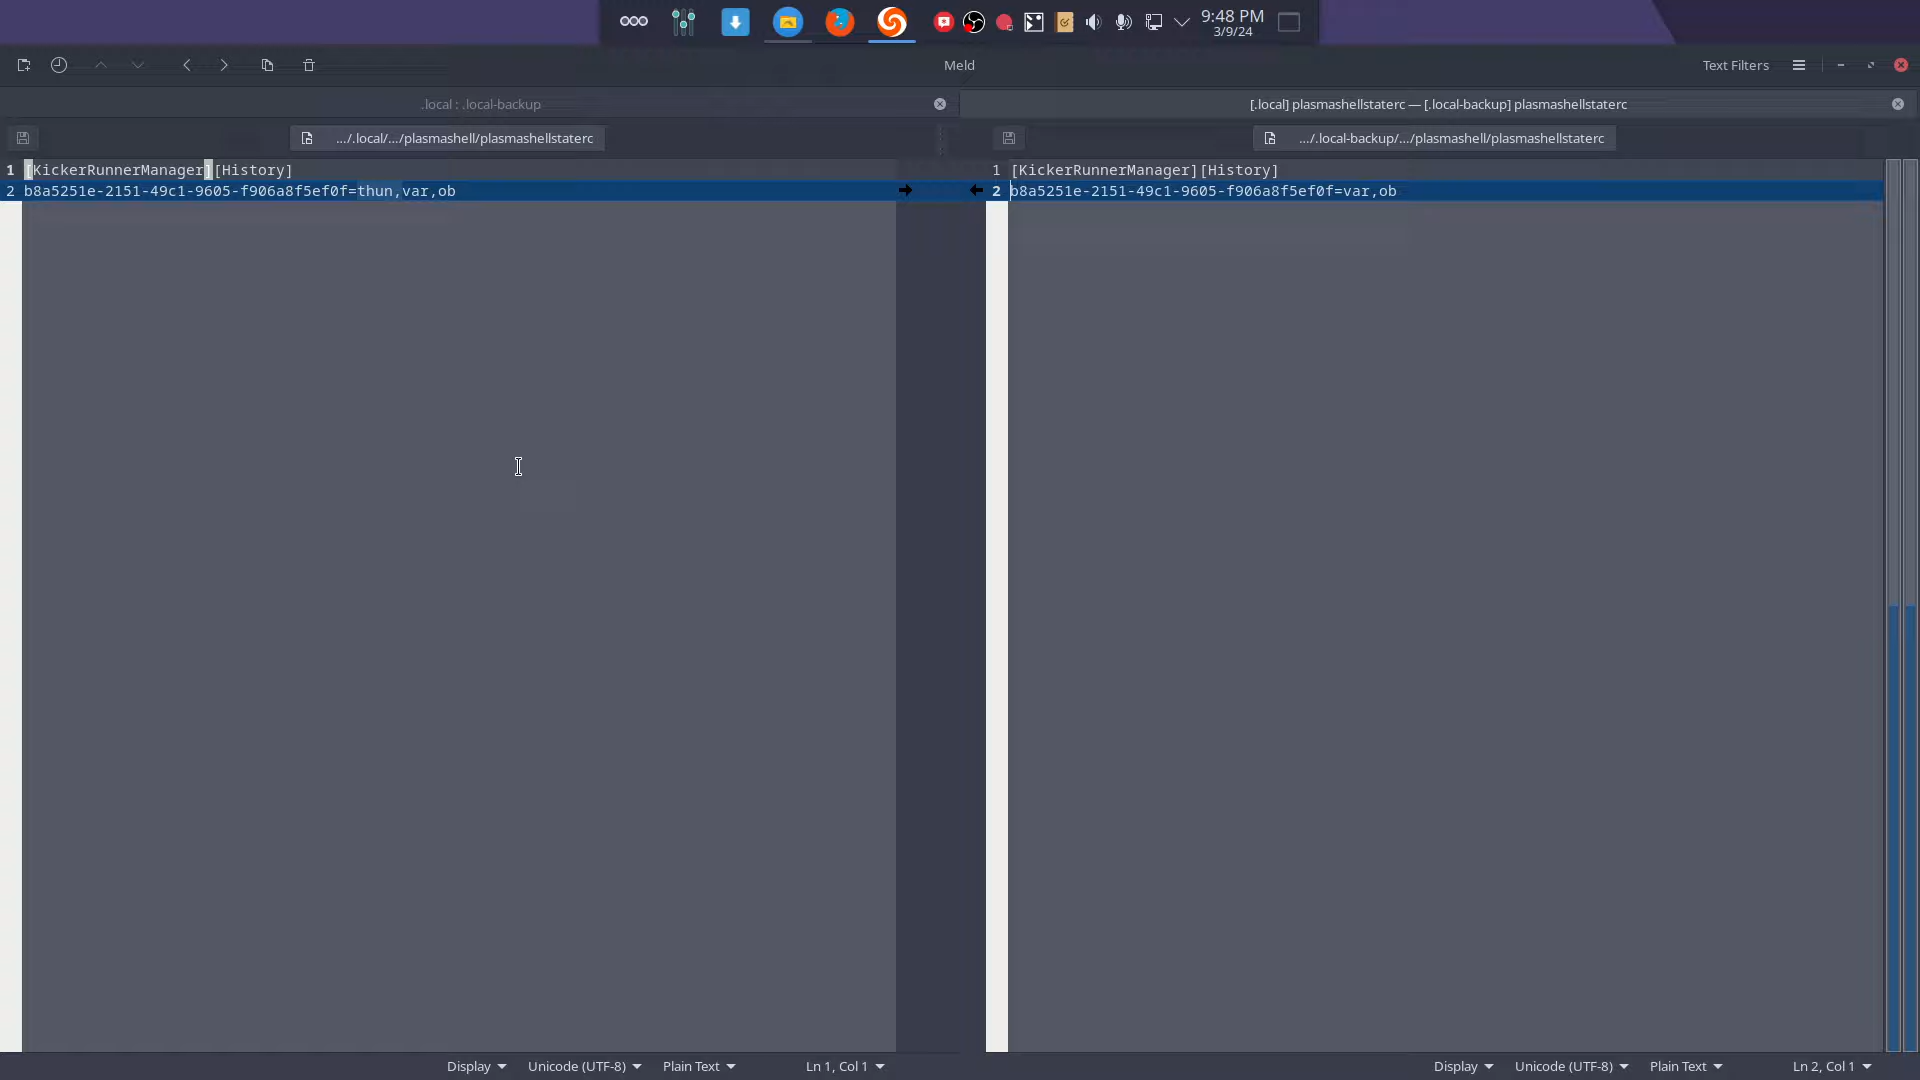 9:48 PM
3/9/24
Meld
Text Filters
.local : .local-backup
[.local] plasmashellstaterc — [.local-backup] plasmashellstaterc
.../.local/.../plasmashell/plasmashellstaterc
.../.local-backup/.../plasmashell/plasmashellstaterc
1 [KickerRunnerManager][History]
2 b8a5251e-2151-49c1-9605-f906a8f5ef0f=thun,var,ob
1 [KickerRunnerManager][History]
2 b8a5251e-2151-49c1-9605-f906a8f5ef0f=var,ob
Display Unicode (UTF-8) Plain Text Ln 1, Col 1
Display Unicode (UTF-8) Plain Text Ln 2, Col 1